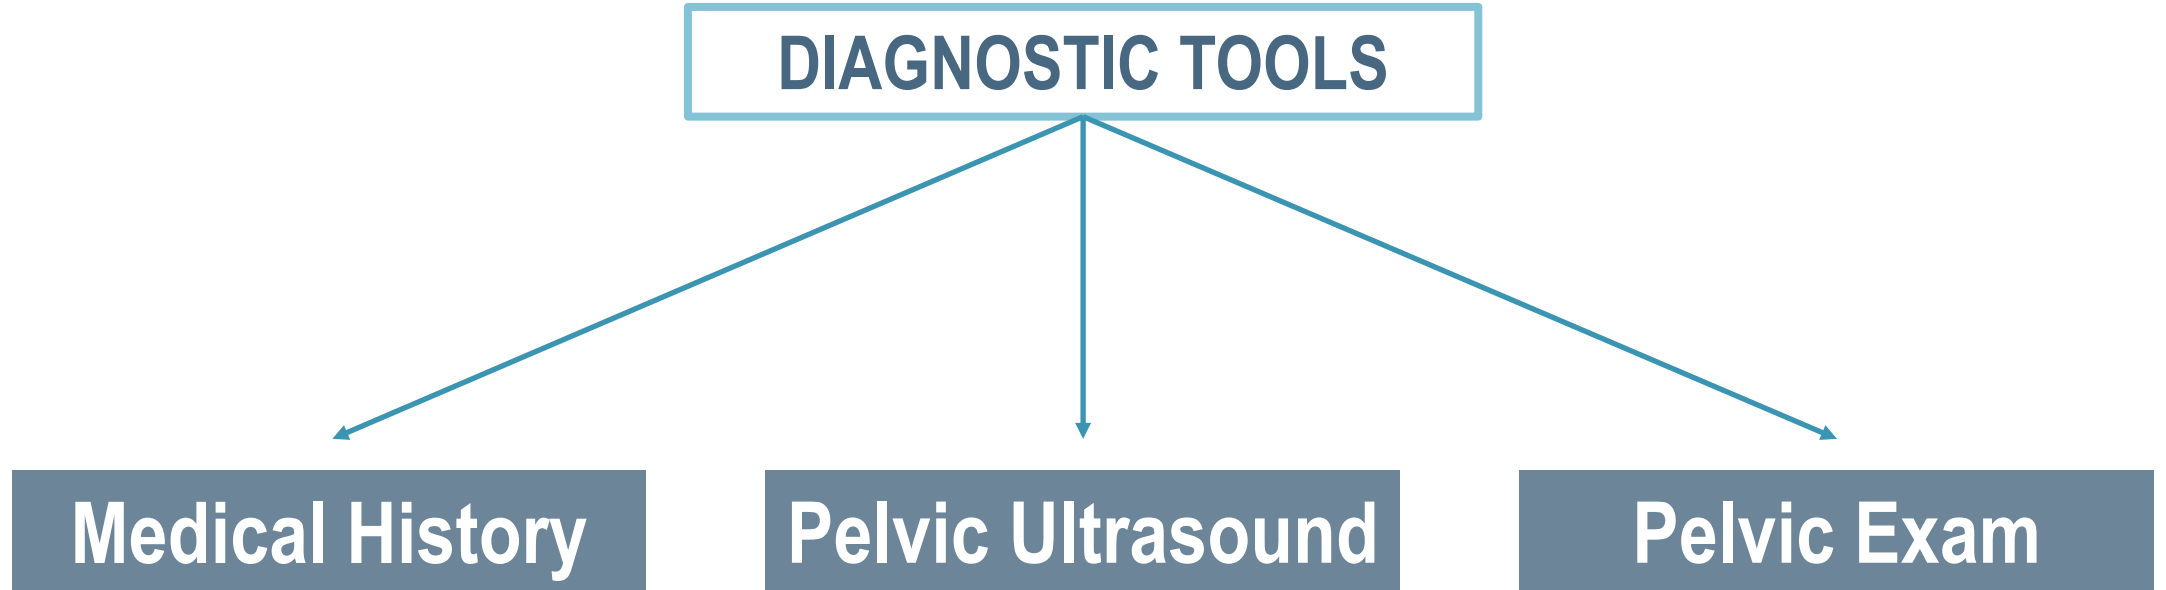 DIAGNOSTIC TOOLS
Medical History
Pelvic Ultrasound
Pelvic Exam